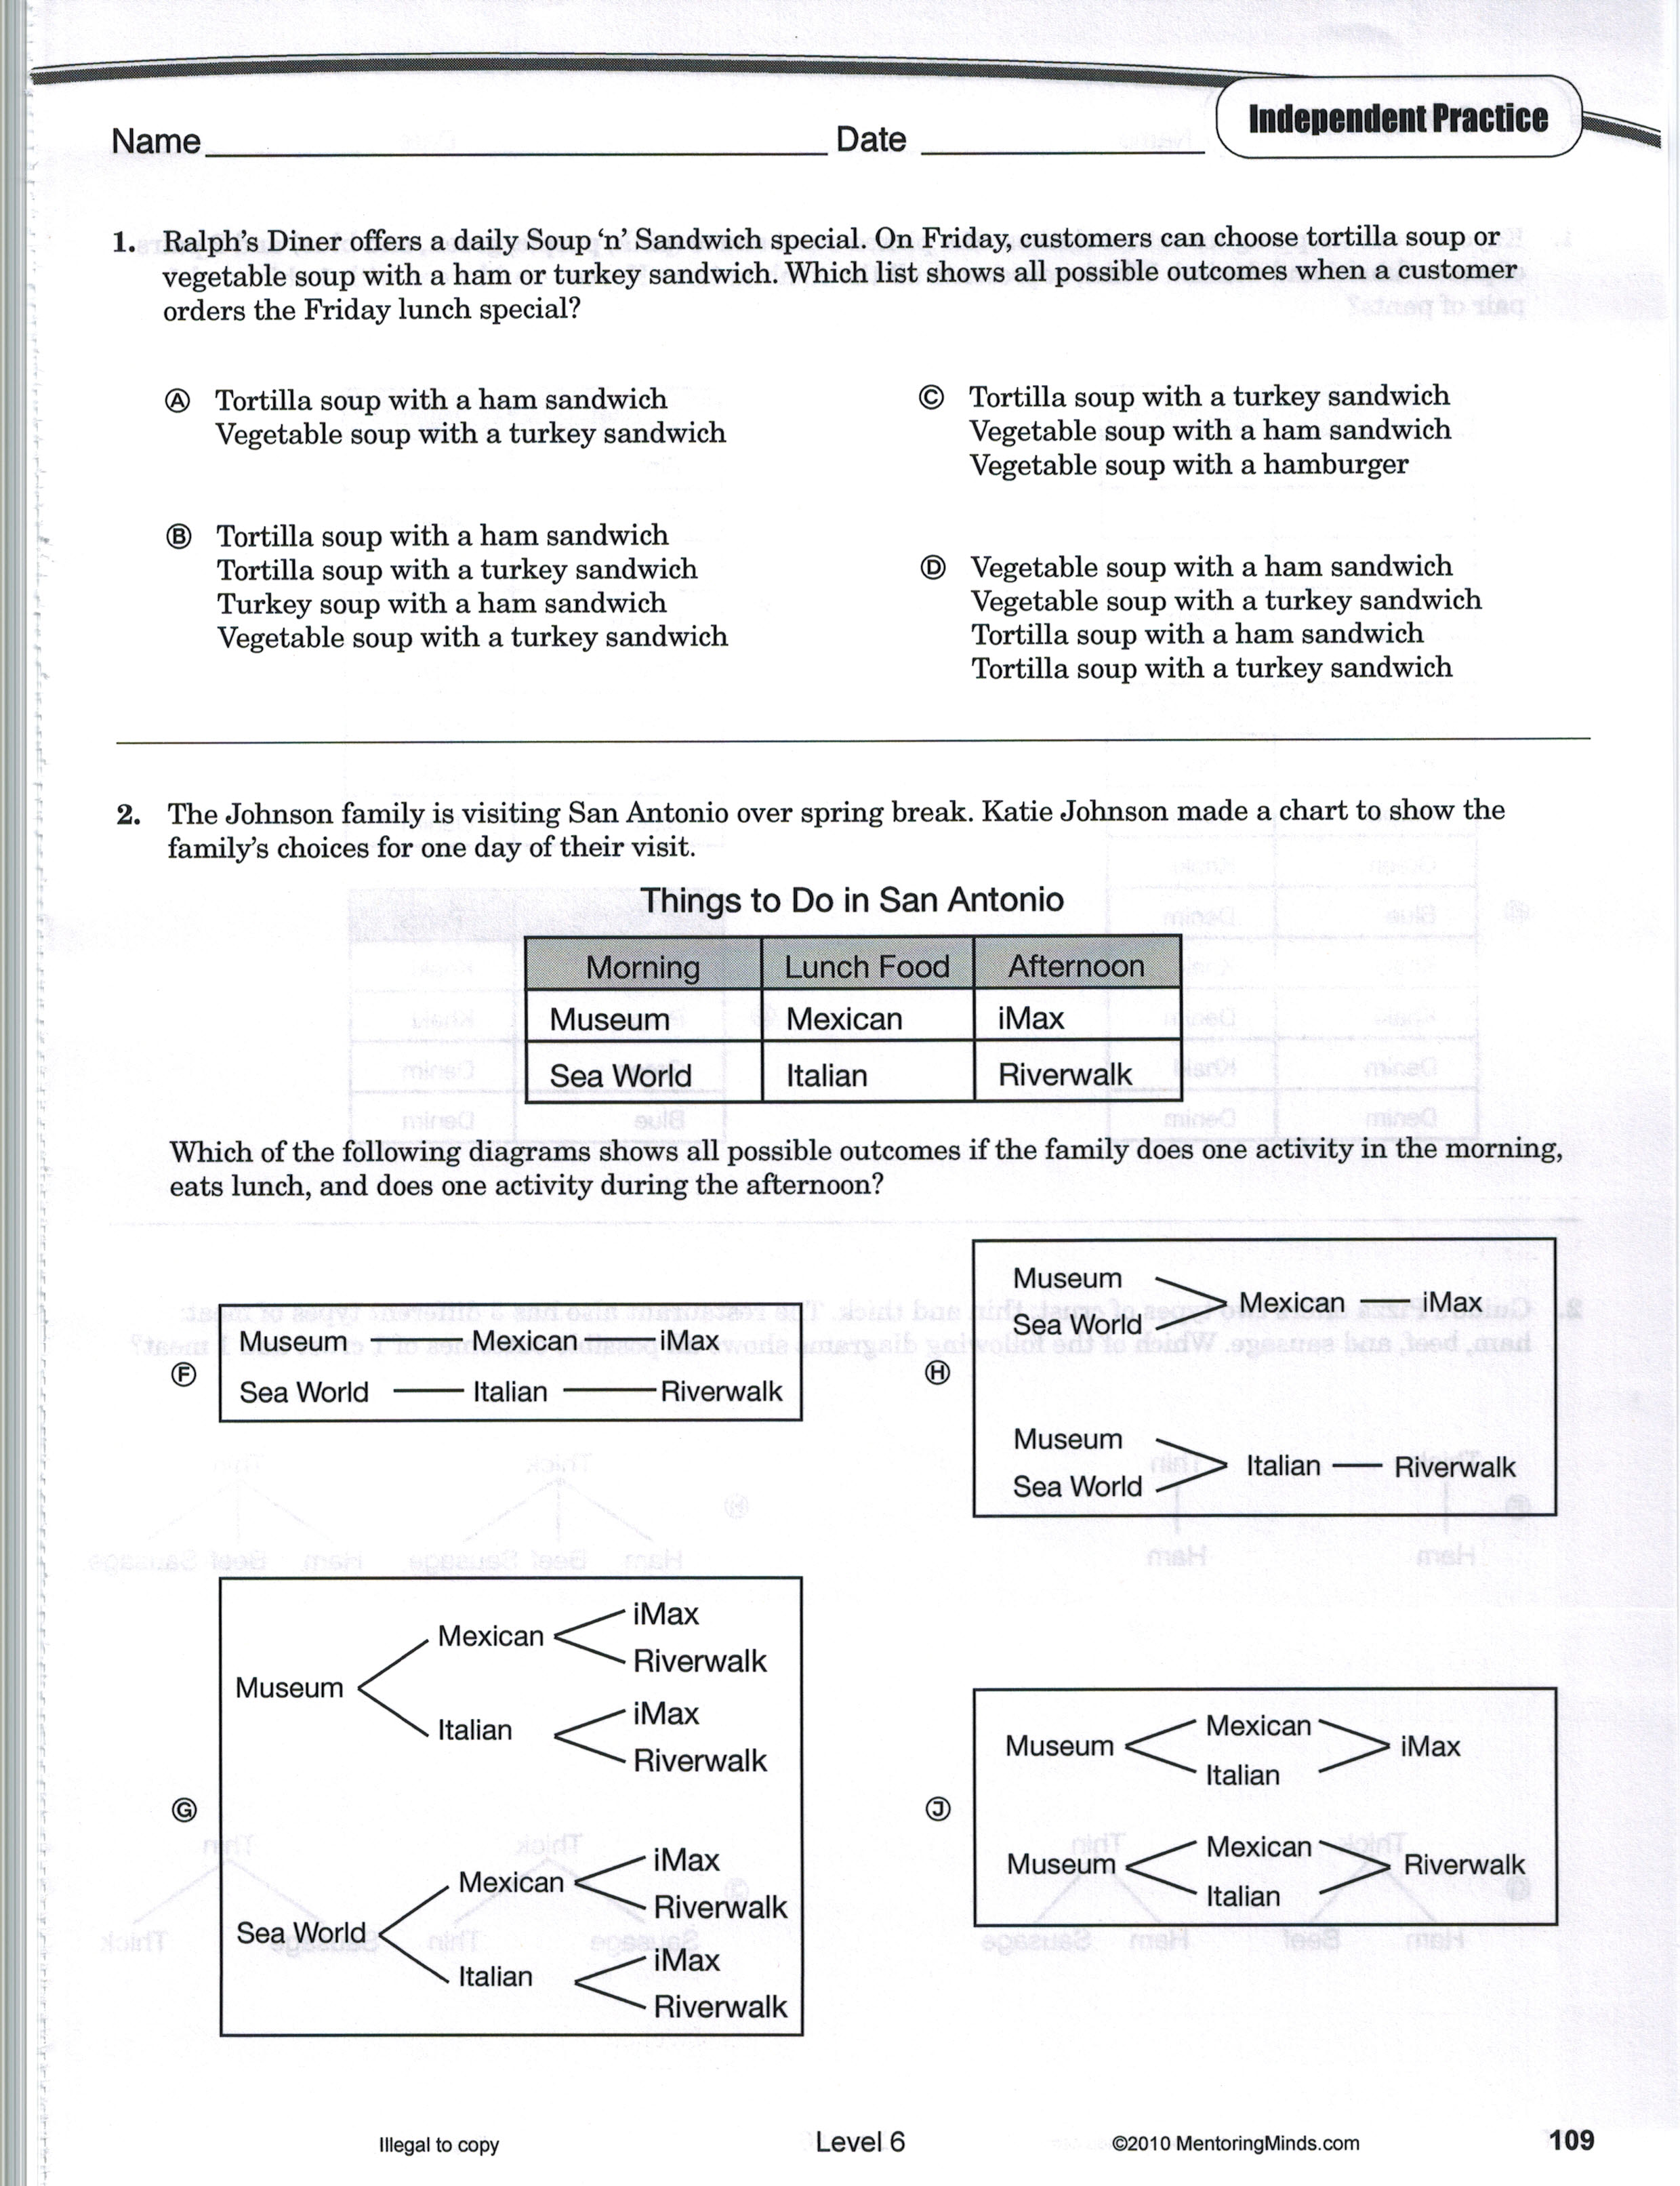 Independent Practice
Name Date
1. Ralph's Diner offers a daily Soup 'n' Sandwich special. On Friday, customers can choose tortilla soup or
vegetable soup with a ham or turkey sandwich. Which list shows all possible outcomes when a customer
orders the Friday lunch special?
Ⓐ Tortilla soup with a ham sandwich
Vegetable soup with a turkey sandwich
Ⓑ Tortilla soup with a ham sandwich
Tortilla soup with a turkey sandwich
Turkey soup with a ham sandwich
Vegetable soup with a turkey sandwich
Ⓒ Tortilla soup with a turkey sandwich
Vegetable soup with a ham sandwich
Vegetable soup with a hamburger
Ⓓ Vegetable soup with a ham sandwich
Vegetable soup with a turkey sandwich
Tortilla soup with a ham sandwich
Tortilla soup with a turkey sandwich
2. The Johnson family is visiting San Antonio over spring break. Katie Johnson made a chart to show the
family's choices for one day of their visit.
Things to Do in San Antonio
Morning Lunch Food Afternoon
Museum Mexican iMax
Sea World Italian Riverwalk
Which of the following diagrams shows all possible outcomes if the family does one activity in the morning,
eats lunch, and does one activity during the afternoon?
Ⓕ
Museum Mexican iMax
Sea World Italian Riverwalk
Ⓖ
Museum
Mexican
iMax
Riverwalk
Italian
iMax
Riverwalk
Sea World
Mexican
iMax
Riverwalk
Italian
iMax
Riverwalk
Ⓗ
Museum
Sea World
Mexican iMax
Museum
Sea World
Italian Riverwalk
Ⓙ
Museum
Mexican
Italian
iMax
Museum
Mexican
Italian
Riverwalk
Illegal to copy Level 6 ©2010 MentoringMinds.com 109